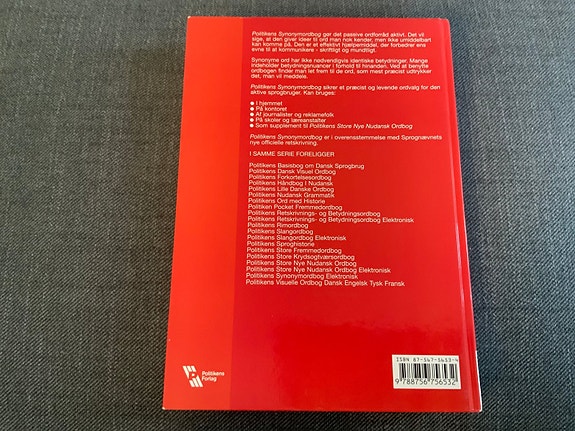 Politikens Synonymordbog gør det passive ordforråd aktivt. Det vil
sige, at den giver ideer til ord man nok kender, men ikke umiddelbart
kan komme på. Den er et effektivt hjælpemiddel, der forbedrer ens
evne til at kommunikere - skriftligt og mundtligt.
Synonyme ord har ikke nødvendigvis identiske betydninger. Mange
indeholder betydningsnuancer i forhold til hinanden. Ved at benytte
ordbogen finder man let frem til de ord, som mest præcist udtrykker
det, man vil meddele.
Politikens Synonymordbog sikrer et præcist og levende ordvalg for den
aktive sprogbruger. Kan bruges:
● I hjemmet
● På kontoret
● Af journalister og reklamefolk
● På skoler og læreanstalter
● Som supplement til Politikens Store Nye Nudansk Ordbog
Politikens Synonymordbog er i overensstemmelse med Sprognævnets
nye officielle retskrivning.
I SAMME SERIE FORELIGGER
Politikens Basisbog om Dansk Sprogbrug
Politikens Dansk Visuel Ordbog
Politikens Forkortelsesordbog
Politikens Håndbog I Nudansk
Politikens Lille Danske Ordbog
Politikens Nudansk Grammatik
Politikens Ord med Historie
Politiken Pocket Fremmedordbog
Politikens Retskrivnings- og Betydningsordbog
Politikens Retskrivnings- og Betydningsordbog Elektronisk
Politikens Rimordbog
Politikens Slangordbog
Politikens Slangordbog Elektronisk
Politikens Sproghistorie
Politikens Store Fremmedordbog
Politikens Store Krydsogtværsordbog
Politikens Store Nye Nudansk Ordbog
Politikens Store Nye Nudansk Ordbog Elektronisk
Politikens Synonymordbog Elektronisk
Politikens Visuelle Ordbog Dansk Engelsk Tysk Fransk
ISBN 87-567-5653-4
9 788756 756532
Politikens
Forlag